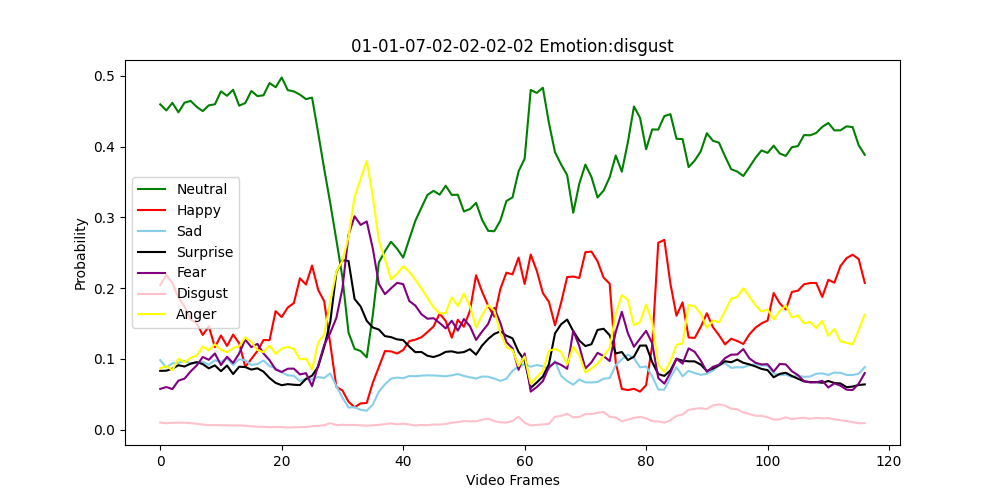 01-01-07-02-02-02-02 Emotion:disgust
Probability
0.5
0.4
0.3
0.2
0.1
0.0
Neutral
Happy
Sad
Surprise
Fear
Disgust
Anger
0 20 40 60 80 100 120
Video Frames